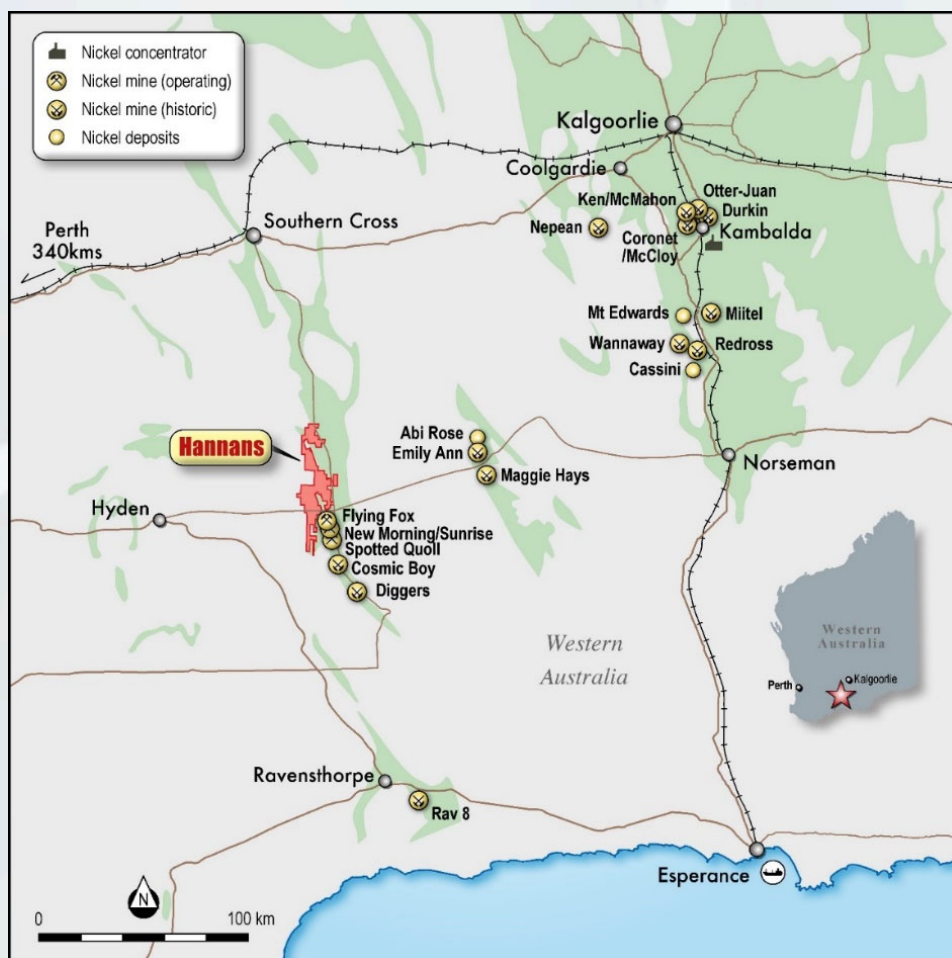 Nickel concentrator
Nickel mine (operating)
Nickel mine (historic)
Nickel deposits
Kalgoorlie
Coolgardie
Otter-Juan
Ken/McMahon
Durkin
Southern Cross
Nepean
Kambalda
Perth
340kms
Coronet
/McCloy
Mt Edwards
Miitel
Wannaway
Redross
Cassini
Abi Rose
Hannans
Emily Ann
Norseman
Maggie Hays
Hyden
Flying Fox
New Morning/Sunrise
Spotted Quoll
Cosmic Boy
Diggers
Western
Australia
Western
Australia
Perth
Kalgoorlie
Ravensthorpe
Rav 8
Esperance
N
0
100 km